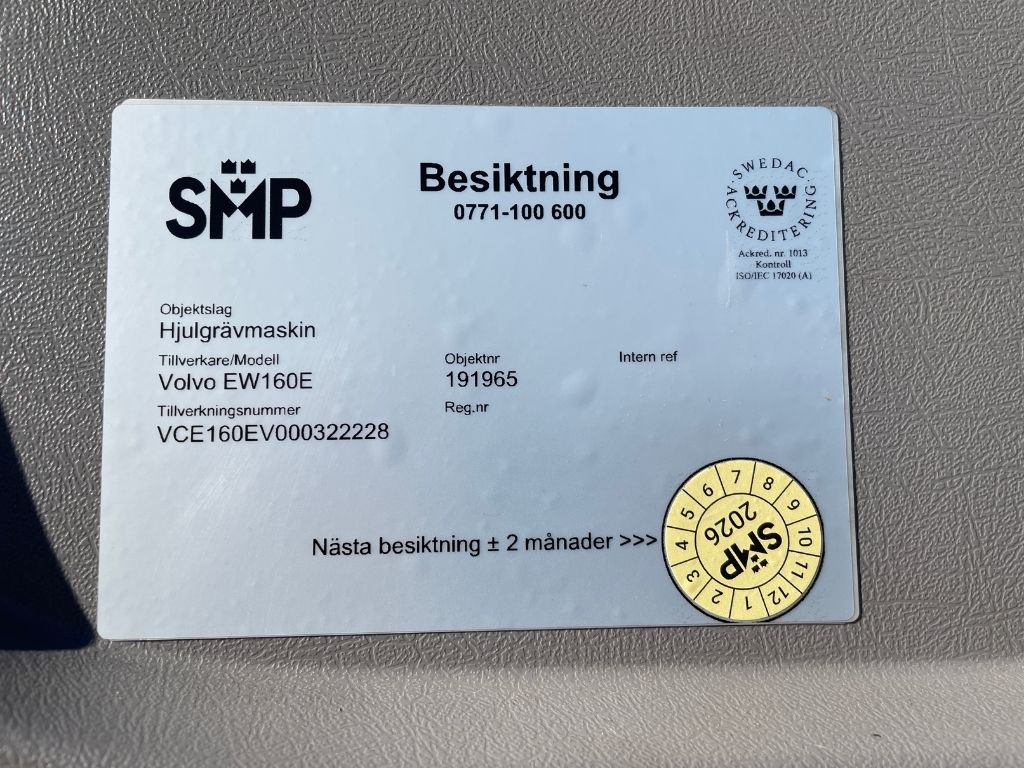 SMP
Besiktning
0771-100 600
SWEDAC · ACKREDITERING ·
Ackred. nr. 1013
Kontroll
ISO/IEC 17020 (A)
Objektslag
Hjulgrävmaskin
Tillverkare/Modell
Volvo EW160E
Objektnr
191965
Intern ref
Tillverkningsnummer
VCE160EV000322228
Reg.nr
Nästa besiktning ± 2 månader >>>
1 2 3 4 5 6 7 8 9 10 11 12
SMP
2026